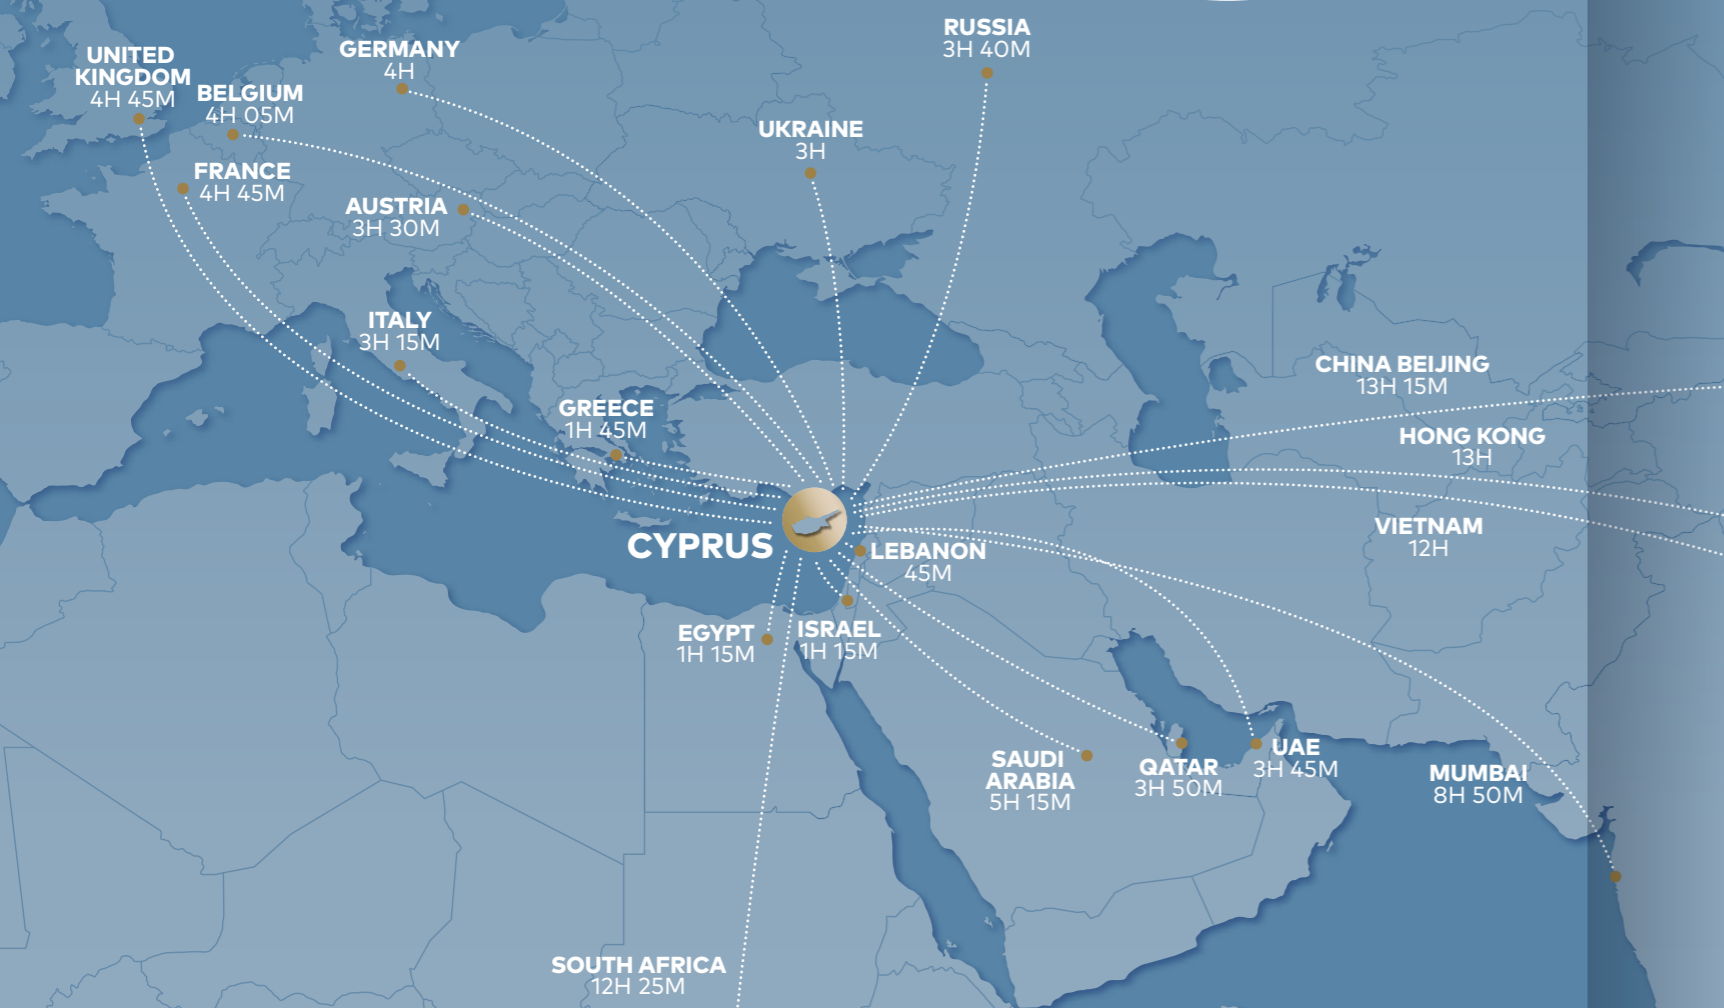 RUSSIA
3H 40M
UNITED
KINGDOM
4H 45M
GERMANY
4H
BELGIUM
4H 05M
UKRAINE
3H
FRANCE
4H 45M
AUSTRIA
3H 30M
ITALY
3H 15M
CHINA BEIJING
13H 15M
GREECE
1H 45M
HONG KONG
13H
VIETNAM
12H
CYPRUS
LEBANON
45M
EGYPT
1H 15M
ISRAEL
1H 15M
SAUDI
ARABIA
5H 15M
QATAR
3H 50M
UAE
3H 45M
MUMBAI
8H 50M
SOUTH AFRICA
12H 25M